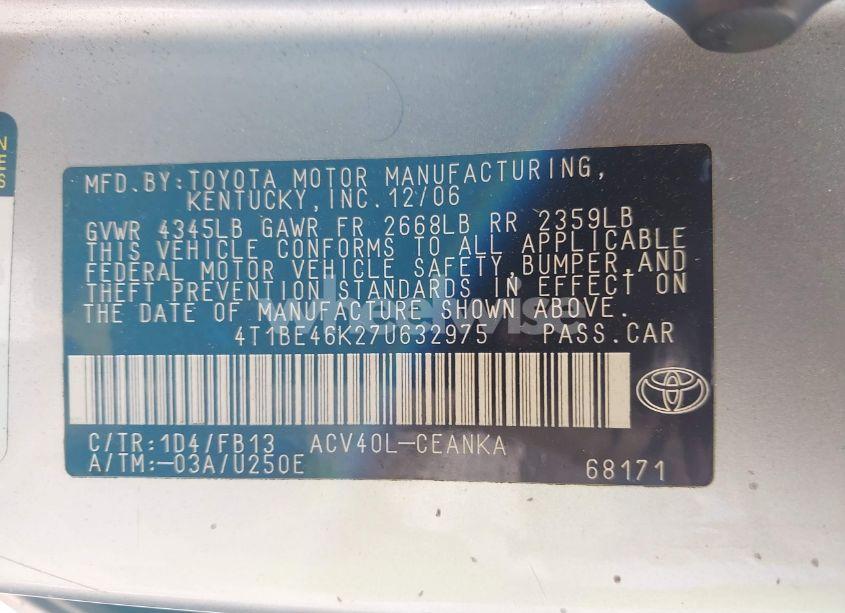 N
E
S
MFD. BY: TOYOTA MOTOR MANUFACTURING,
KENTUCKY, INC. 12/06
GVWR 4345LB GAWR FR 2668LB RR 2359LB
THIS VEHICLE CONFORMS TO ALL APPLICABLE
FEDERAL MOTOR VEHICLE SAFETY, BUMPER, AND
THEFT PREVENTION STANDARDS IN EFFECT ON
THE DATE OF MANUFACTURE SHOWN ABOVE.
4T1BE46K27U632975 PASS. CAR
C/TR: 1D4/FB13 ACV40L-CEANKA
A/TM: -03A/U250E 68171